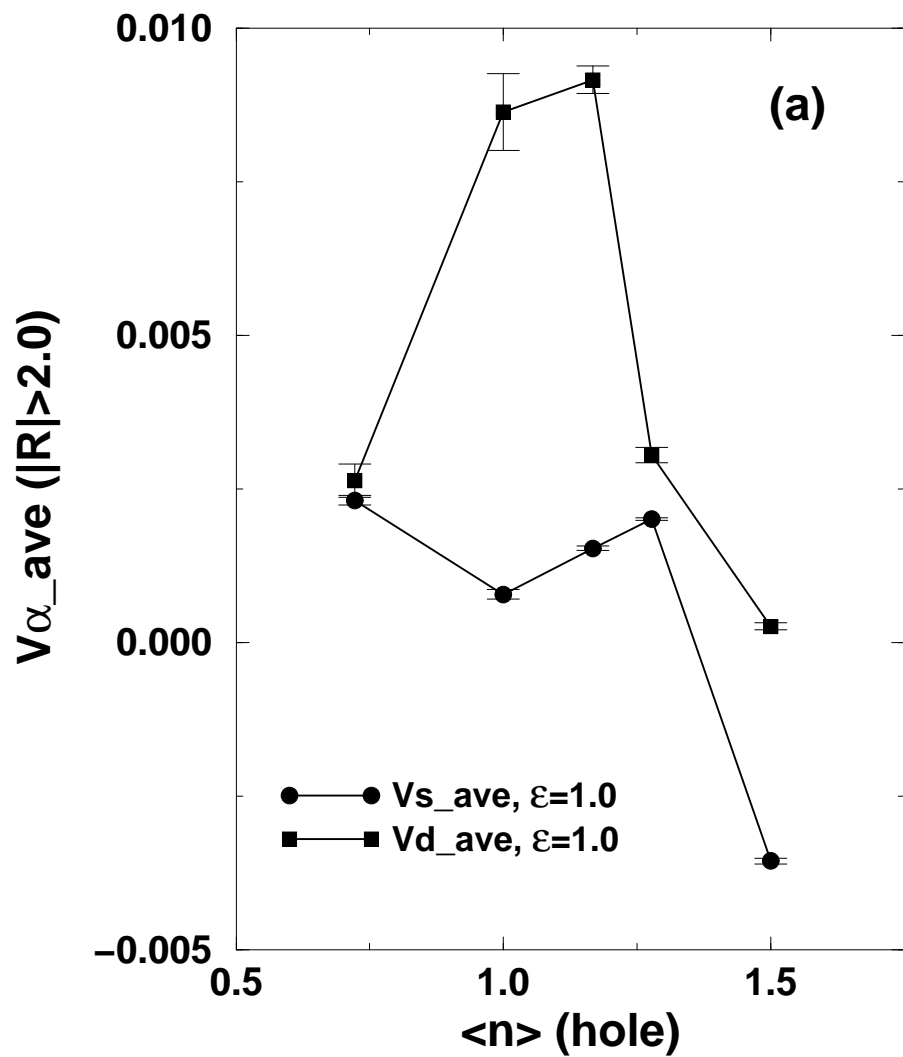 0.010
(a)
0.005
Vα_ave (|R|>2.0)
0.000
Vs_ave, ε=1.0
Vd_ave, ε=1.0
−0.005
0.5 1.0 1.5
<n> (hole)